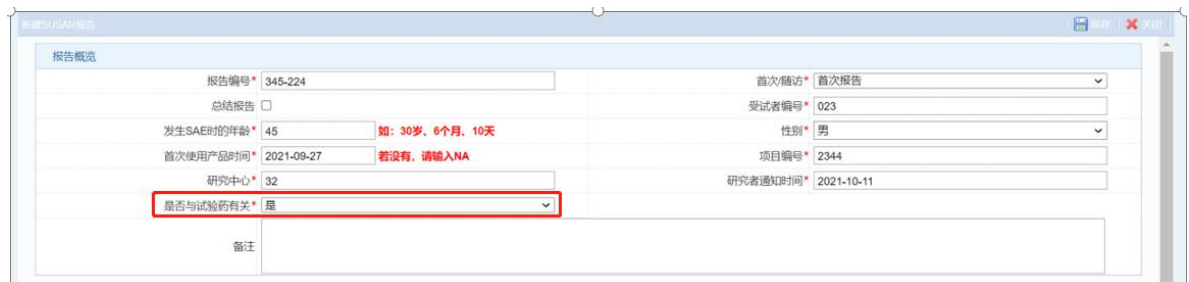 新建SUSAR报告 保存 关闭
报告概览
报告编号* 345-224 首次/随访* 首次报告
总结报告 受试者编号* 023
发生SAE时的年龄* 45 如：30岁、6个月、10天 性别* 男
首次使用产品时间* 2021-09-27 若没有，请输入NA 项目编号* 2344
研究中心* 32 研究者通知时间* 2021-10-11
是否与试验药有关* 是
备注